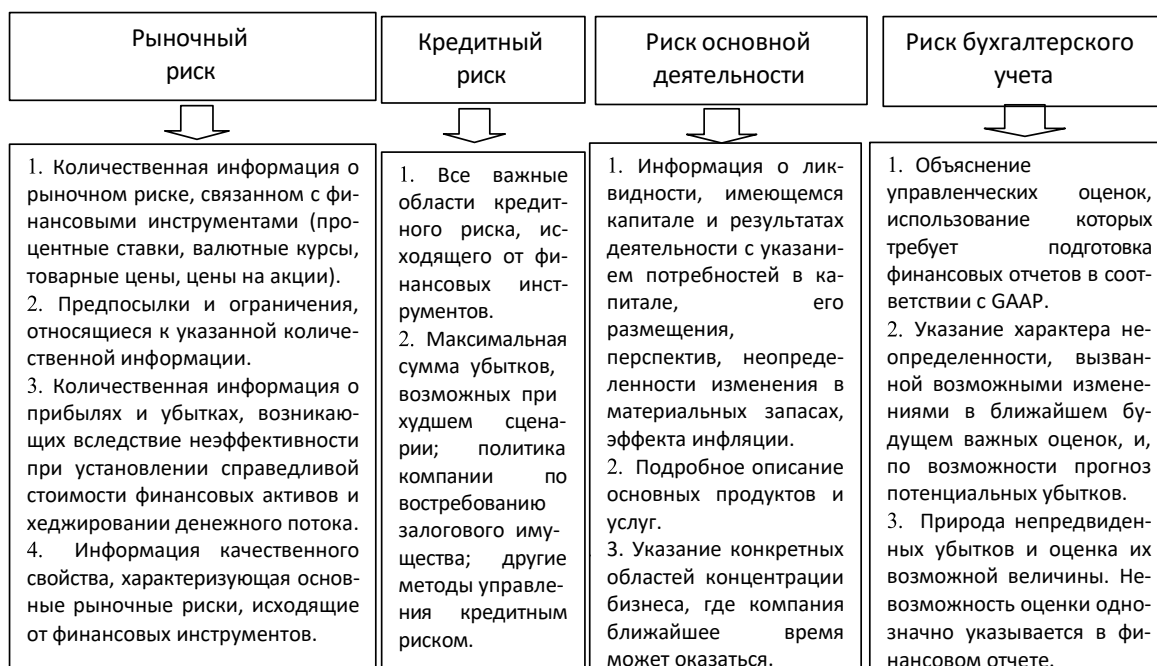 Рыночный
риск
Кредитный
риск
Риск основной
деятельности
Риск бухгалтерского
учета
1. Количественная информация о
рыночном риске, связанном с фи-
нансовыми инструментами (про-
центные ставки, валютные курсы,
товарные цены, цены на акции).
2. Предпосылки и ограничения,
относящиеся к указанной количе-
ственной информации.
3. Количественная информация о
прибылях и убытках, возникаю-
щих вследствие неэффективности
при установлении справедливой
стоимости финансовых активов и
хеджировании денежного потока.
4. Информация качественного
свойства, характеризующая основ-
ные рыночные риски, исходящие
от финансовых инструментов.
1. Все важные
области кредит-
ного риска, ис-
ходящего от фи-
нансовых инст-
рументов.
2. Максимальная
сумма убытков,
возможных при
худшем сцена-
рии; политика
компании по
востребованию
залогового иму-
щества; другие
методы управле-
ния кредитным
риском.
1. Информация о лик-
видности, имеющемся
капитале и результатах
деятельности с указани-
ем потребностей в ка-
питале, его
размещения,
перспектив, неопреде-
ленности изменения в
материальных запасах,
эффекта инфляции.
2. Подробное описание
основных продуктов и
услуг.
3. Указание конкретных
областей концентрации
бизнеса, где компания
ближайшее время
может оказаться.
1. Объяснение
управленческих оценок,
использование которых
требует подготовка
финансовых отчетов в соот-
ветствии с GAAP.
2. Указание характера не-
определенности, вызван-
ной возможными измене-
ниями в ближайшем бу-
дущем важных оценок, и,
по возможности прогноз
потенциальных убытков.
3. Природа непредвиден-
ных убытков и оценка их
возможной величины. Не-
возможность оценки одно-
значно указывается в фи-
нансовом отчете.